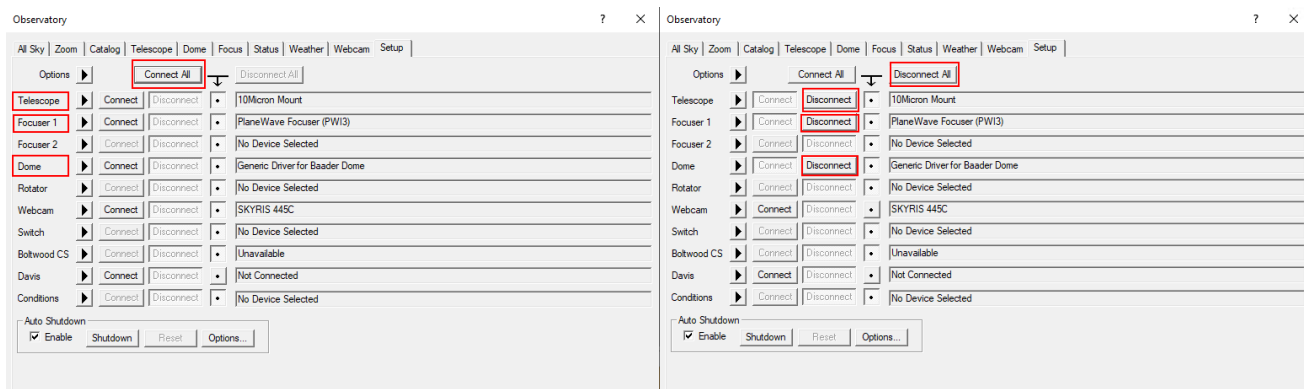 Observatory ? ×
All Sky | Zoom | Catalog | Telescope | Dome | Focus | Status | Weather | Webcam Setup
Options Connect All Disconnect All
Telescope Connect Disconnect 10Micron Mount
Focuser 1 Connect Disconnect PlaneWave Focuser (PWI3)
Focuser 2 Connect Disconnect No Device Selected
Dome Connect Disconnect Generic Driver for Baader Dome
Rotator Connect Disconnect No Device Selected
Webcam Connect Disconnect SKYRIS 445C
Switch Connect Disconnect No Device Selected
Boltwood CS Connect Disconnect Unavailable
Davis Connect Disconnect Not Connected
Conditions Connect Disconnect No Device Selected
Auto Shutdown
Enable Shutdown Reset Options...
Observatory ? ×
All Sky | Zoom | Catalog | Telescope | Dome | Focus | Status | Weather | Webcam Setup
Options Connect All Disconnect All
Telescope Connect Disconnect 10Micron Mount
Focuser 1 Connect Disconnect PlaneWave Focuser (PWI3)
Focuser 2 Connect Disconnect No Device Selected
Dome Connect Disconnect Generic Driver for Baader Dome
Rotator Connect Disconnect No Device Selected
Webcam Connect Disconnect SKYRIS 445C
Switch Connect Disconnect No Device Selected
Boltwood CS Connect Disconnect Unavailable
Davis Connect Disconnect Not Connected
Conditions Connect Disconnect No Device Selected
Auto Shutdown
Enable Shutdown Reset Options...